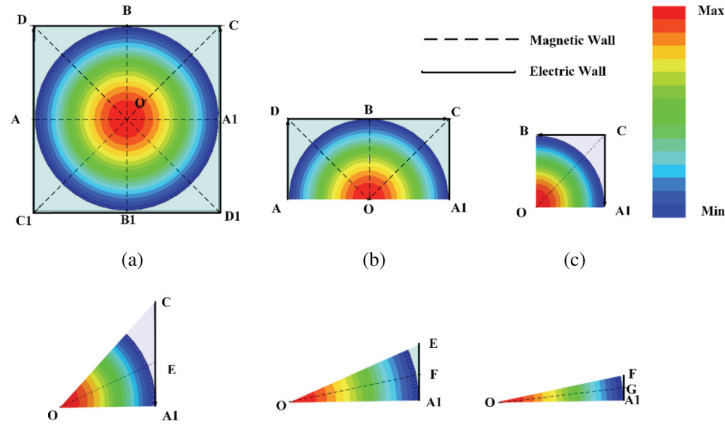 D B C
Max
Magnetic Wall
Electric Wall
O
A A1
D B C
B C
C1 B1 D1
A O A1
O A1
Min
(a) (b) (c)
C
E
O A1
E
F
O A1
F
G
O A1